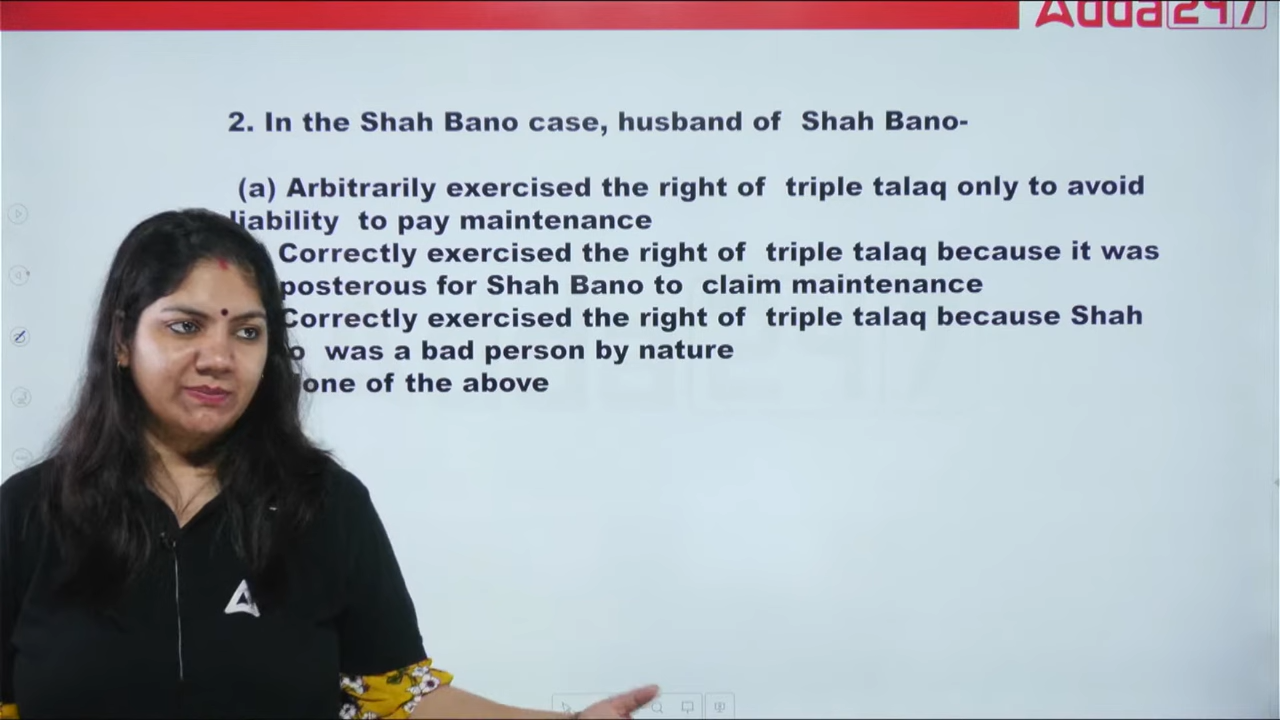 Adda 247
2. In the Shah Bano case, husband of Shah Bano-
(a) Arbitrarily exercised the right of triple talaq only to avoid
liability to pay maintenance
Correctly exercised the right of triple talaq because it was
posterous for Shah Bano to claim maintenance
Correctly exercised the right of triple talaq because Shah
o was a bad person by nature
one of the above